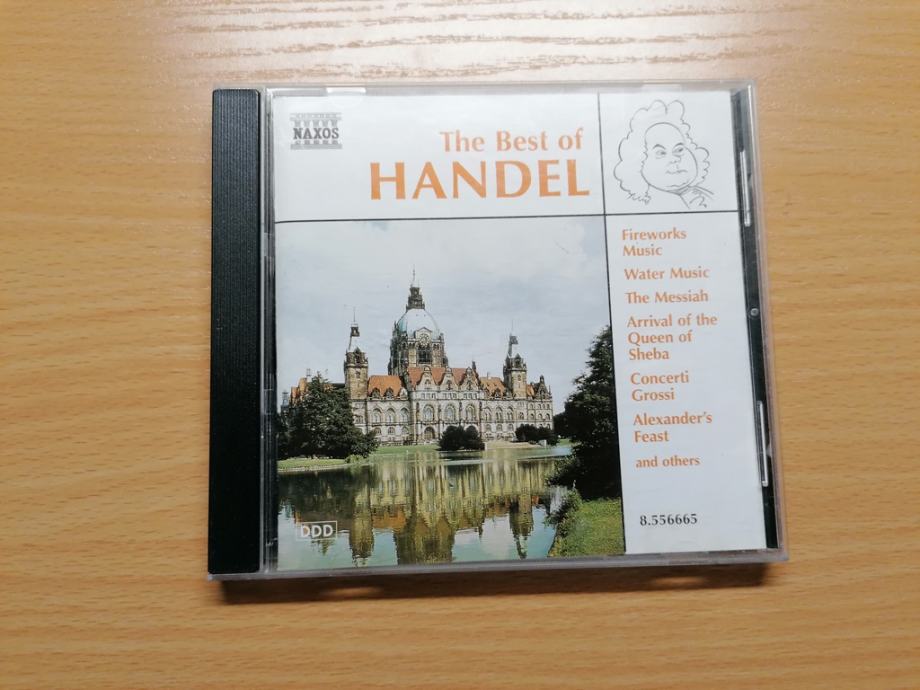 NAXOS
The Best of
HANDEL
Fireworks
Music
Water Music
The Messiah
Arrival of the
Queen of
Sheba
Concerti
Grossi
Alexander's
Feast
and others
8.556665
DDD